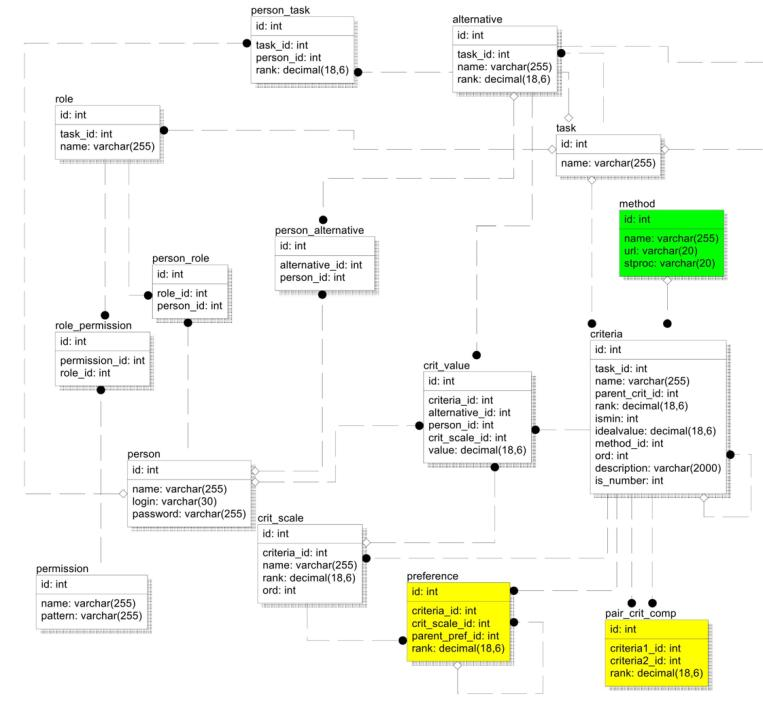 person_task
id: int
task_id: int
person_id: int
rank: decimal(18,6)
alternative
id: int
task_id: int
name: varchar(255)
rank: decimal(18,6)
role
id: int
task_id: int
name: varchar(255)
task
id: int
name: varchar(255)
method
id: int
name: varchar(255)
url: varchar(20)
stproc: varchar(20)
person_alternative
id: int
alternative_id: int
person_id: int
person_role
id: int
role_id: int
person_id: int
role_permission
id: int
permission_id: int
role_id: int
criteria
id: int
task_id: int
name: varchar(255)
parent_crit_id: int
rank: decimal(18,6)
ismin: int
idealvalue: decimal(18,6)
method_id: int
ord: int
description: varchar(2000)
is_number: int
crit_value
id: int
criteria_id: int
alternative_id: int
person_id: int
crit_scale_id: int
value: decimal(18,6)
person
id: int
name: varchar(255)
login: varchar(30)
password: varchar(255)
crit_scale
id: int
criteria_id: int
name: varchar(255)
rank: decimal(18,6)
ord: int
permission
id: int
name: varchar(255)
pattern: varchar(255)
preference
id: int
criteria_id: int
crit_scale_id: int
parent_pref_id: int
rank: decimal(18,6)
pair_crit_comp
id: int
criteria1_id: int
criteria2_id: int
rank: decimal(18,6)